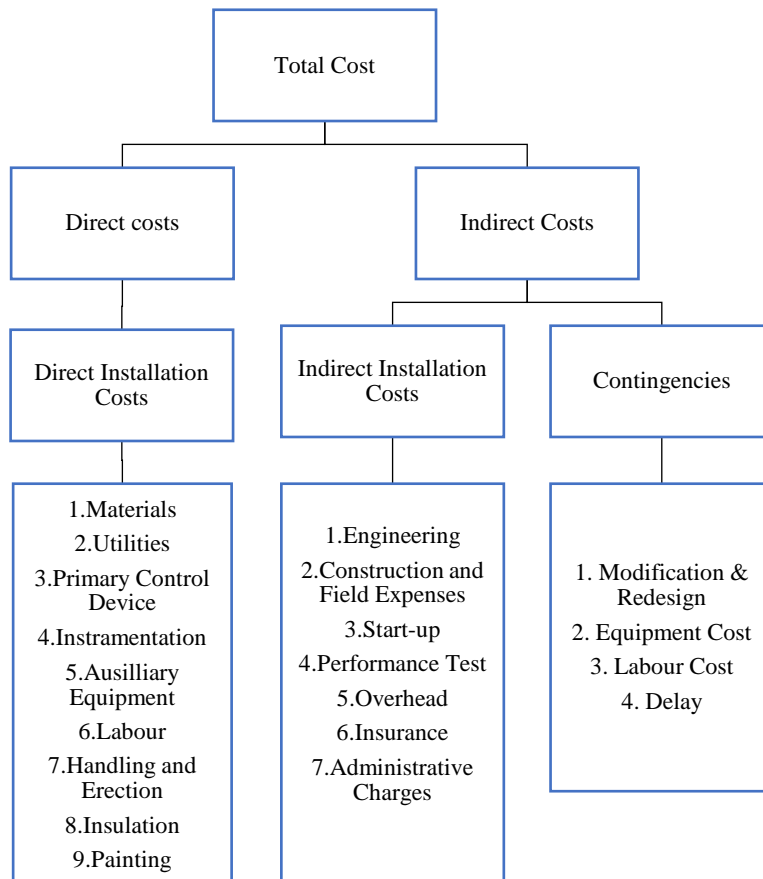 Total Cost
Direct costs
Indirect Costs
Direct Installation
Costs
Indirect Installation
Costs
Contingencies
1.Materials
2.Utilities
3.Primary Control
Device
4.Instramentation
5.Ausilliary
Equipment
6.Labour
7.Handling and
Erection
8.Insulation
9.Painting
1.Engineering
2.Construction and
Field Expenses
3.Start-up
4.Performance Test
5.Overhead
6.Insurance
7.Administrative
Charges
1. Modification &
Redesign
2. Equipment Cost
3. Labour Cost
4. Delay